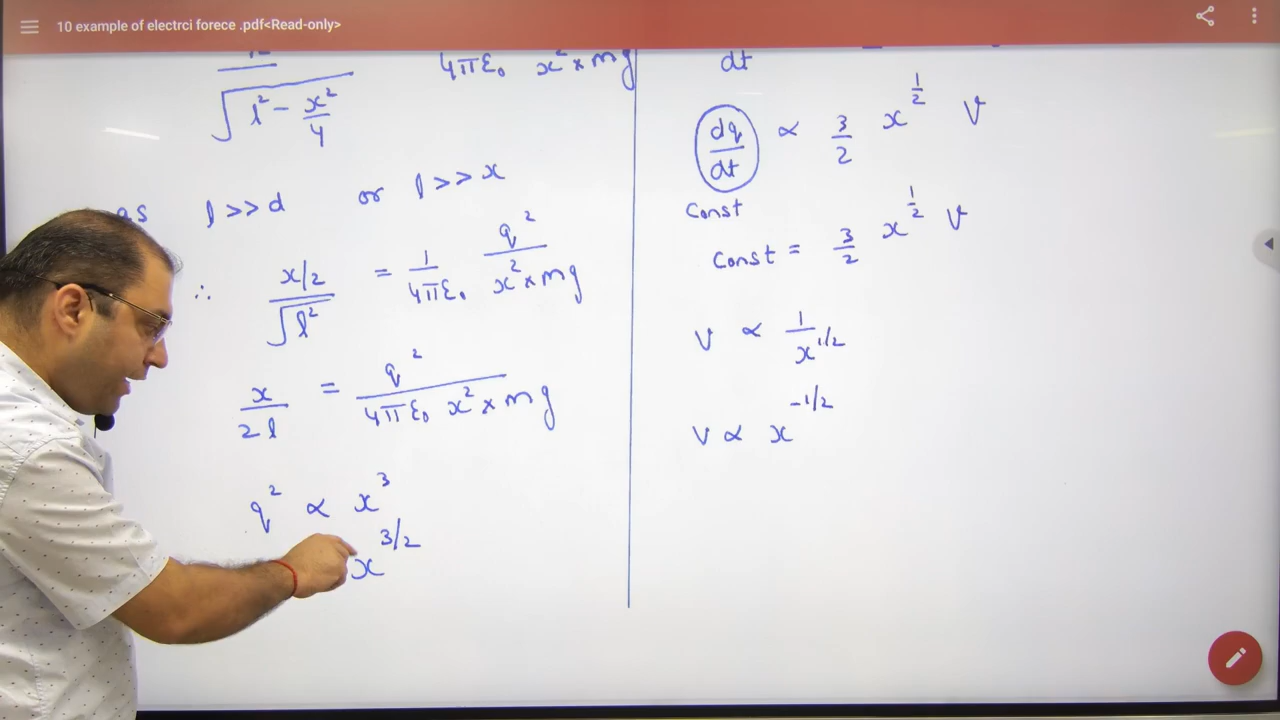 10 example of electrci forece .pdf<Read-only>
√(l² − x²/4)
4πε₀ x² × mg
as l >> d or l >> x
∴ (x/2)/√(l²) = 1/(4πε₀) q²/(x² × mg)
x/(2l) = q²/(4πε₀ x² × mg)
q² ∝ x³
x^(3/2)
dt
dq/dt ∝ 3/2 x^(1/2) V
Const
Const = 3/2 x^(1/2) V
V ∝ 1/x^(1/2)
V ∝ x^(-1/2)